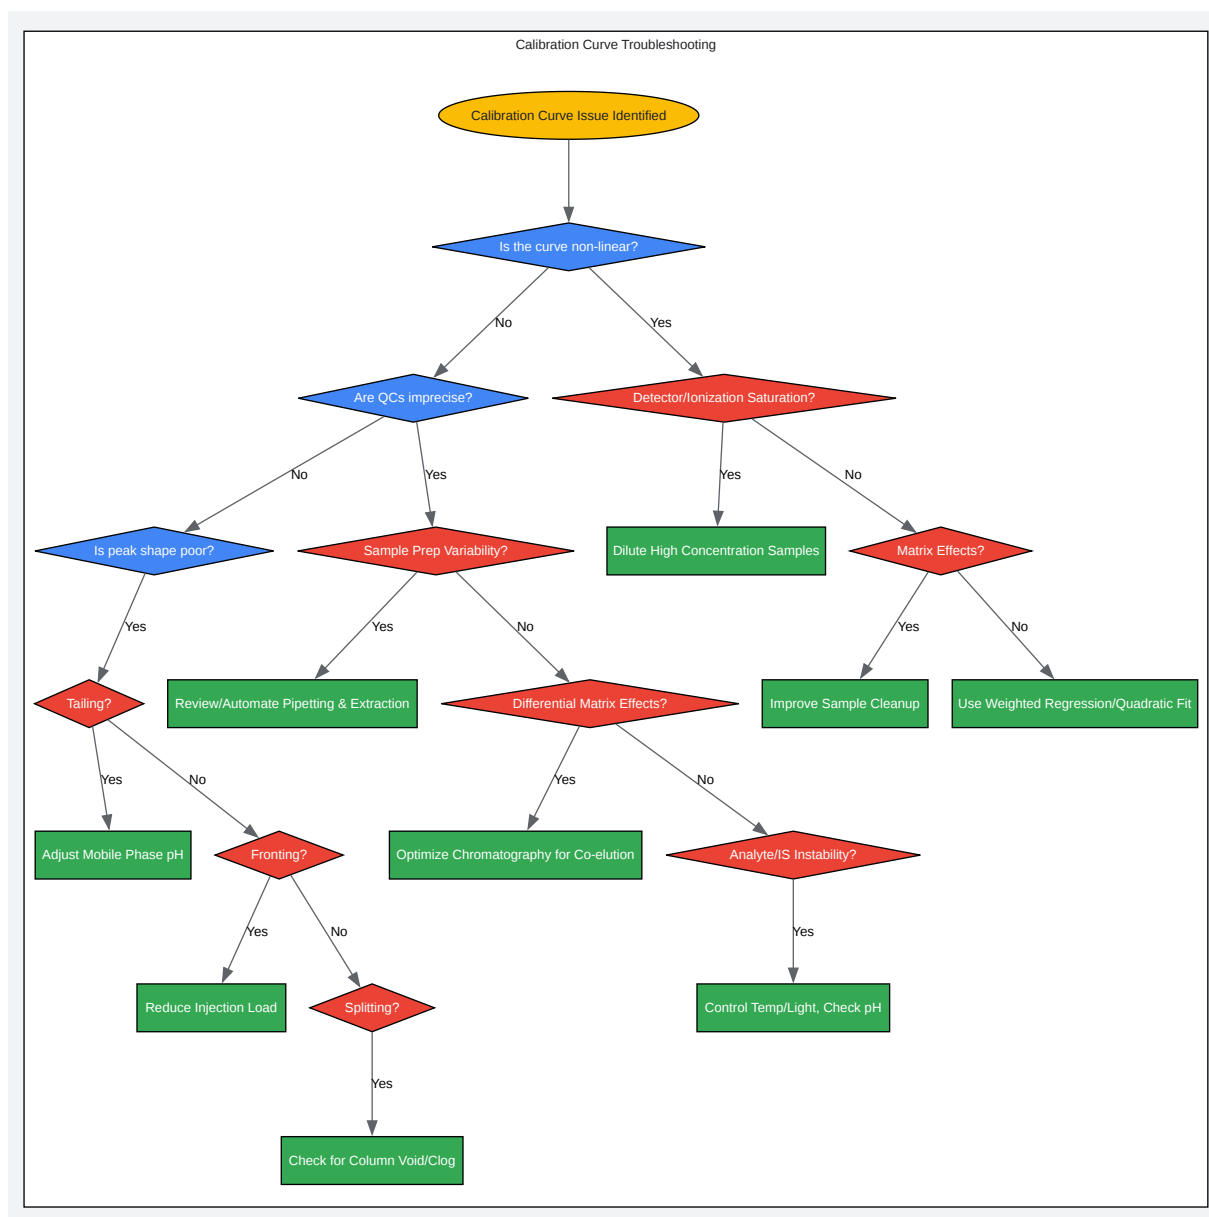 Calibration Curve Troubleshooting
Calibration Curve Issue Identified
Is the curve non-linear?
No
Yes
Are QCs imprecise?
Detector/Ionization Saturation?
No
Yes
Yes
No
Is peak shape poor?
Sample Prep Variability?
Dilute High Concentration Samples
Matrix Effects?
Yes
Yes
No
Yes
No
Tailing?
Review/Automate Pipetting & Extraction
Differential Matrix Effects?
Improve Sample Cleanup
Use Weighted Regression/Quadratic Fit
Yes
No
Yes
No
Adjust Mobile Phase pH
Fronting?
Optimize Chromatography for Co-elution
Analyte/IS Instability?
Yes
No
Yes
Reduce Injection Load
Splitting?
Control Temp/Light, Check pH
Yes
Check for Column Void/Clog